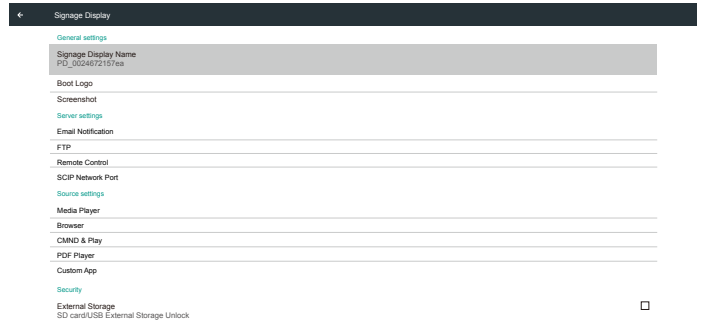 Signage Display
General settings
Signage Display Name
PD_0024672157ea
Boot Logo
Screenshot
Server settings
Email Notification
FTP
Remote Control
SCIP Network Port
Source settings
Media Player
Browser
CMND & Play
PDF Player
Custom App
Security
External Storage
SD card/USB External Storage Unlock